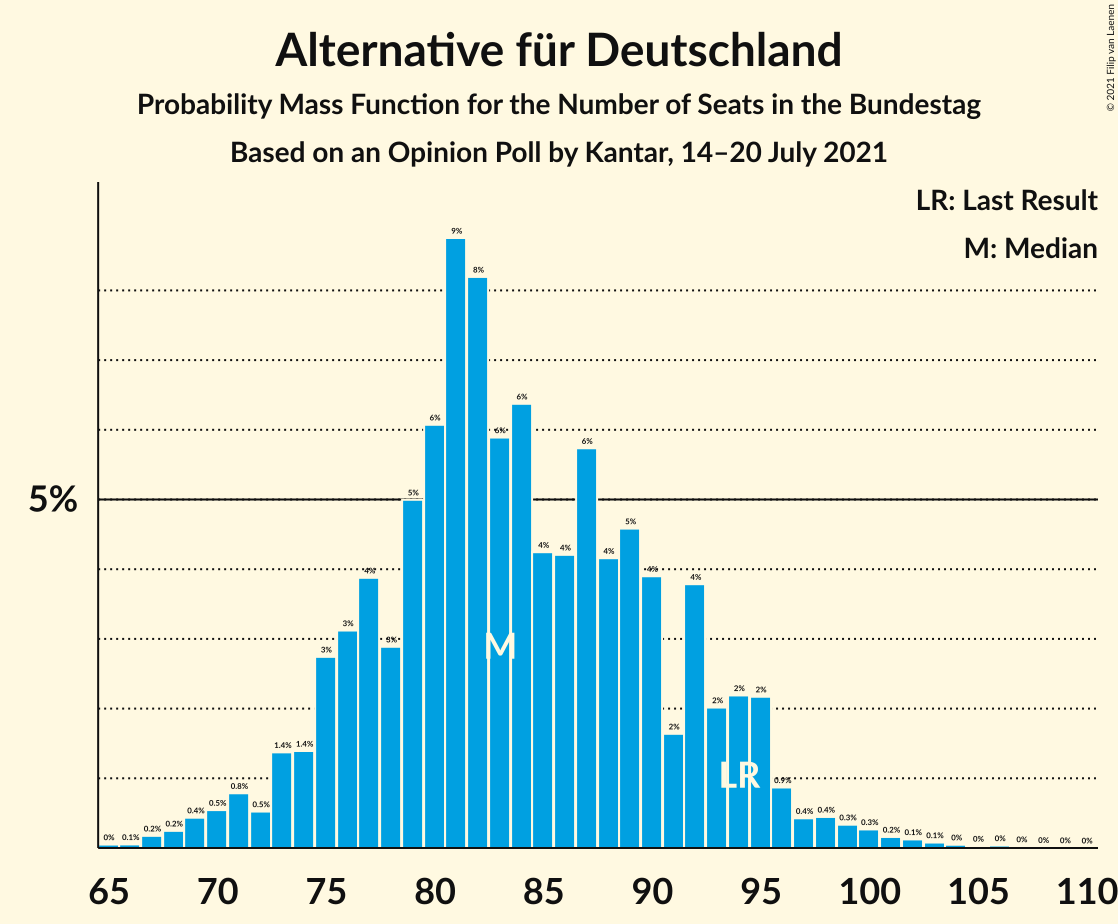 Alternative für Deutschland
Probability Mass Function for the Number of Seats in the Bundestag
Based on an Opinion Poll by Kantar, 14–20 July 2021
© 2021 Filip van Laenen
LR: Last Result
M: Median
5%
0% 0.1% 0.2% 0.2% 0.4% 0.5% 0.8% 0.5% 1.4% 1.4% 3% 3% 4% 3% 5% 6% 9% 8% 6% 6% 4% 4% 6% 4% 5% 4% 2% 4% 2% 2% 2% 0.9% 0.4% 0.4% 0.3% 0.3% 0.2% 0.1% 0.1% 0% 0% 0% 0% 0% 0% 0%
M
LR
65 70 75 80 85 90 95 100 105 110